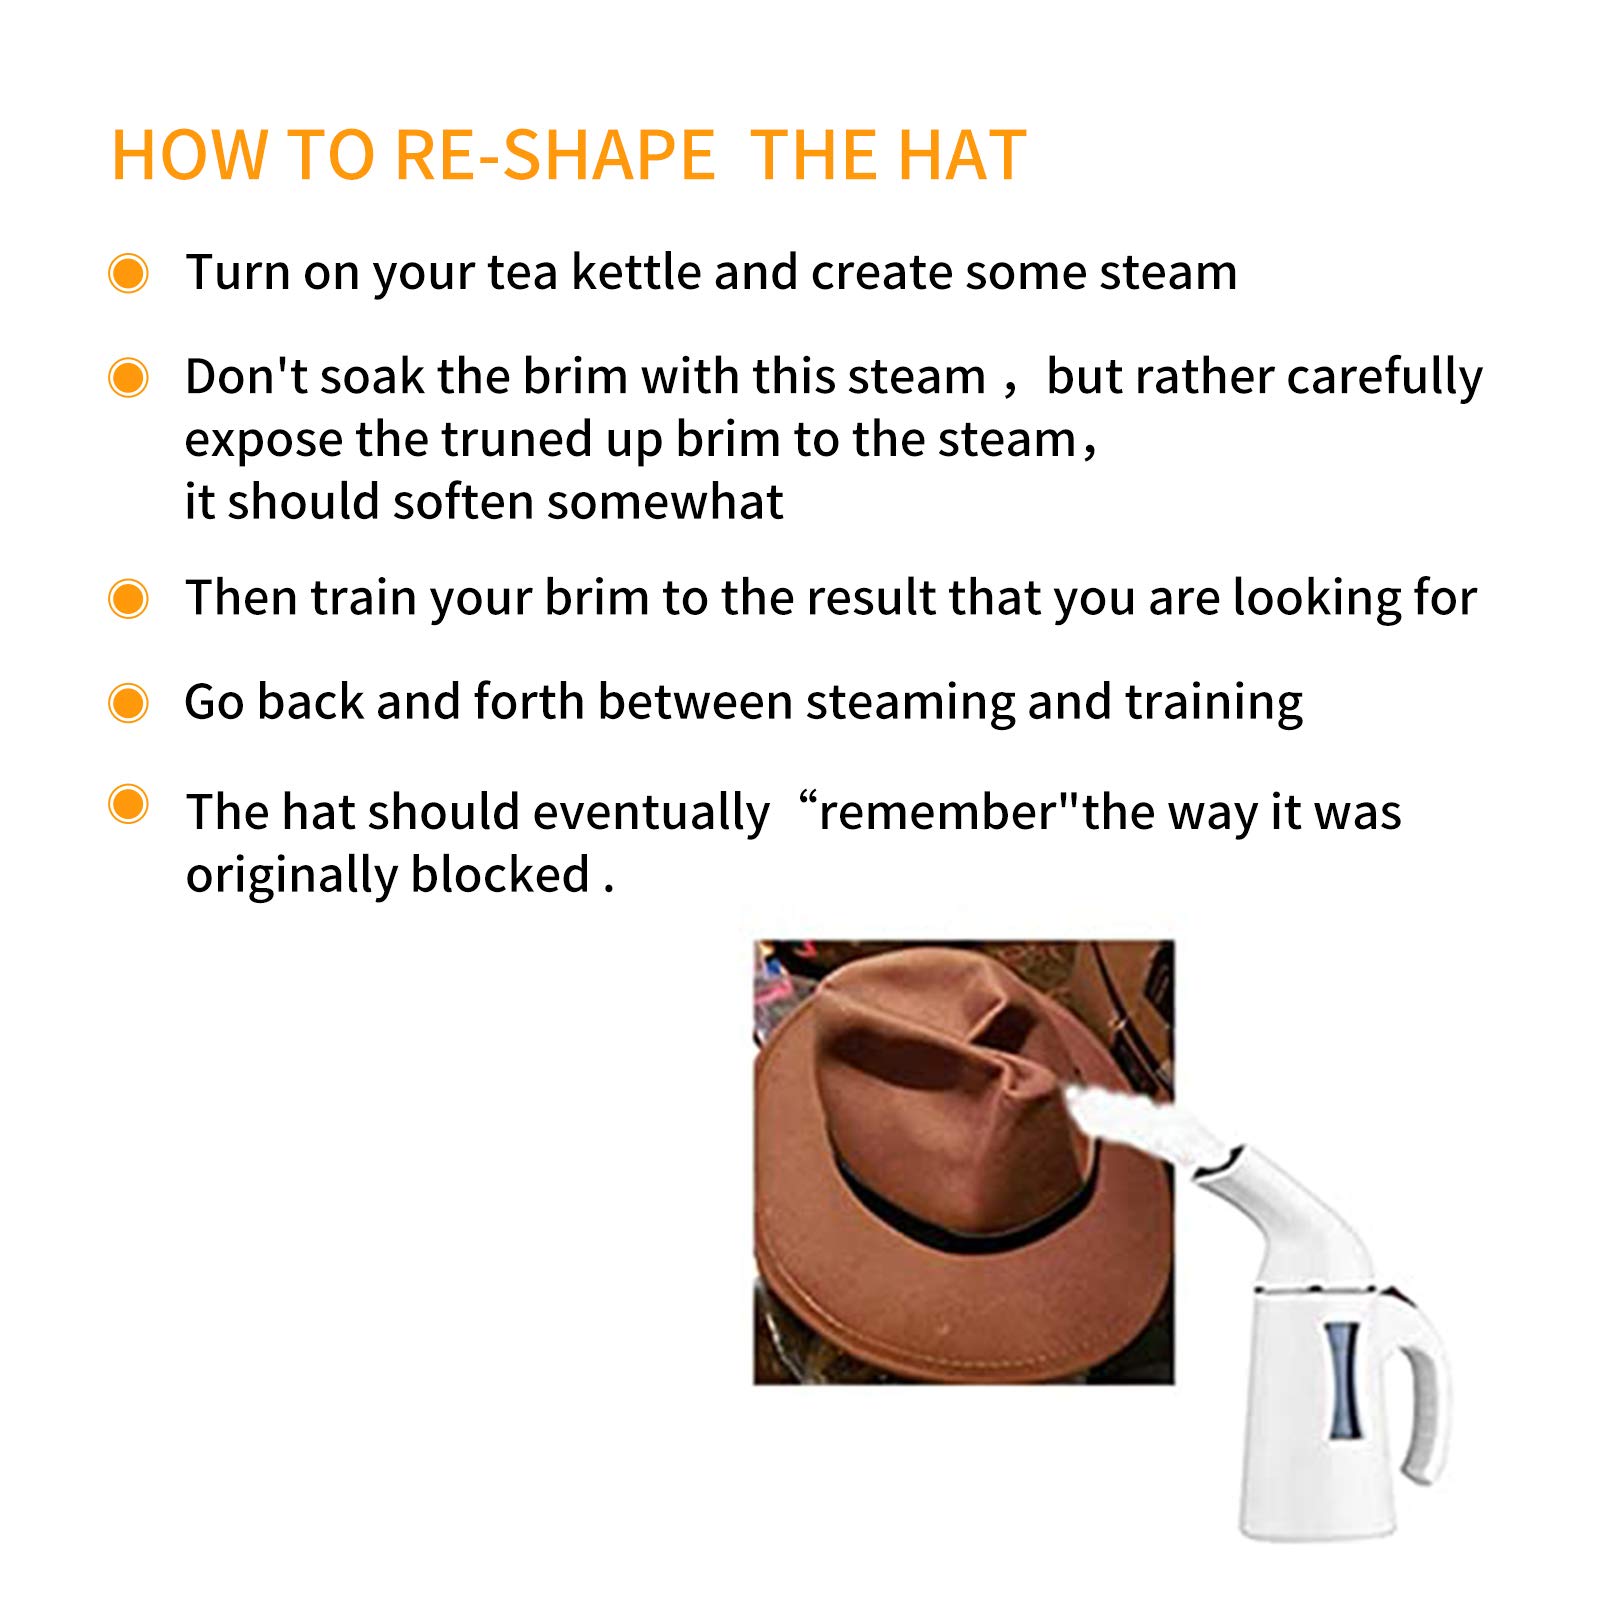 HOW TO RE-SHAPE THE HAT
Turn on your tea kettle and create some steam
Don't soak the brim with this steam， but rather carefully
expose the truned up brim to the steam，
it should soften somewhat
Then train your brim to the result that you are looking for
Go back and forth between steaming and training
The hat should eventually “remember"the way it was
originally blocked .